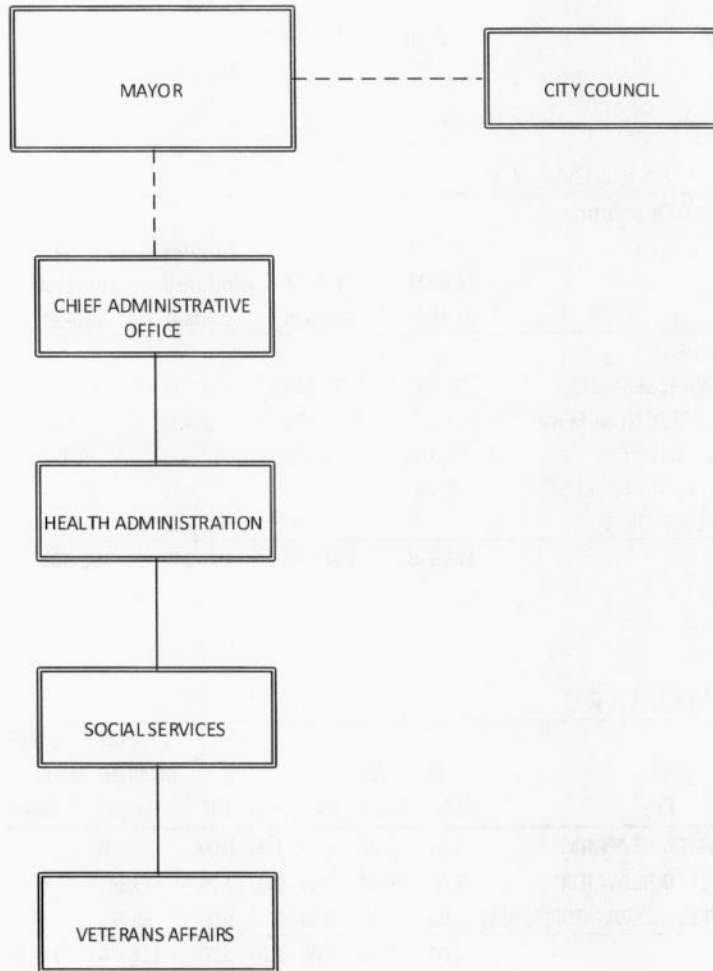 MAYOR
CITY COUNCIL
CHIEF ADMINISTRATIVE
OFFICE
HEALTH ADMINISTRATION
SOCIAL SERVICES
VETERANS AFFAIRS